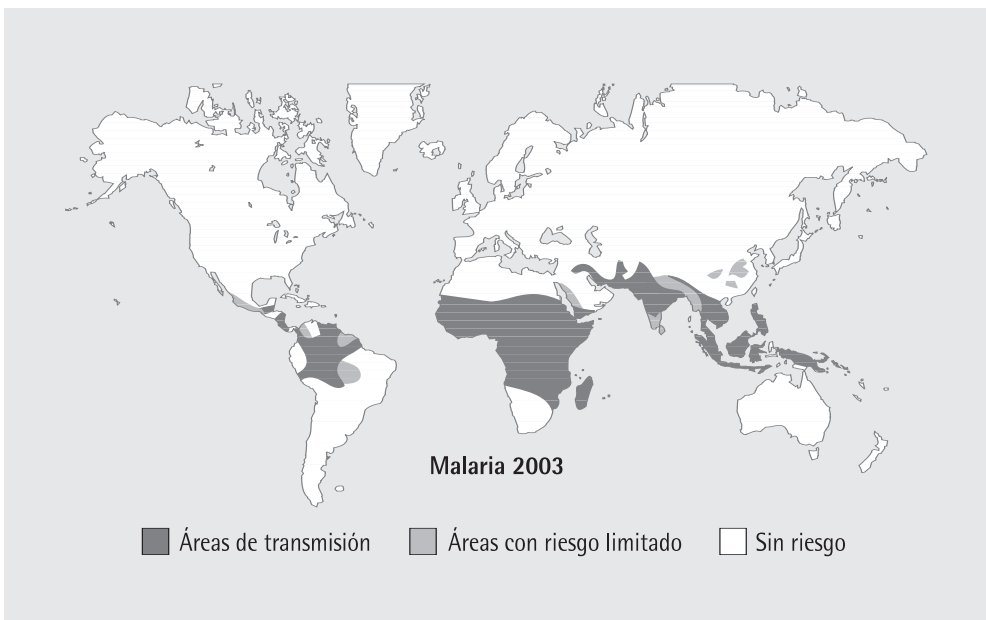 Malaria 2003
Áreas de transmisión
Áreas con riesgo limitado
Sin riesgo